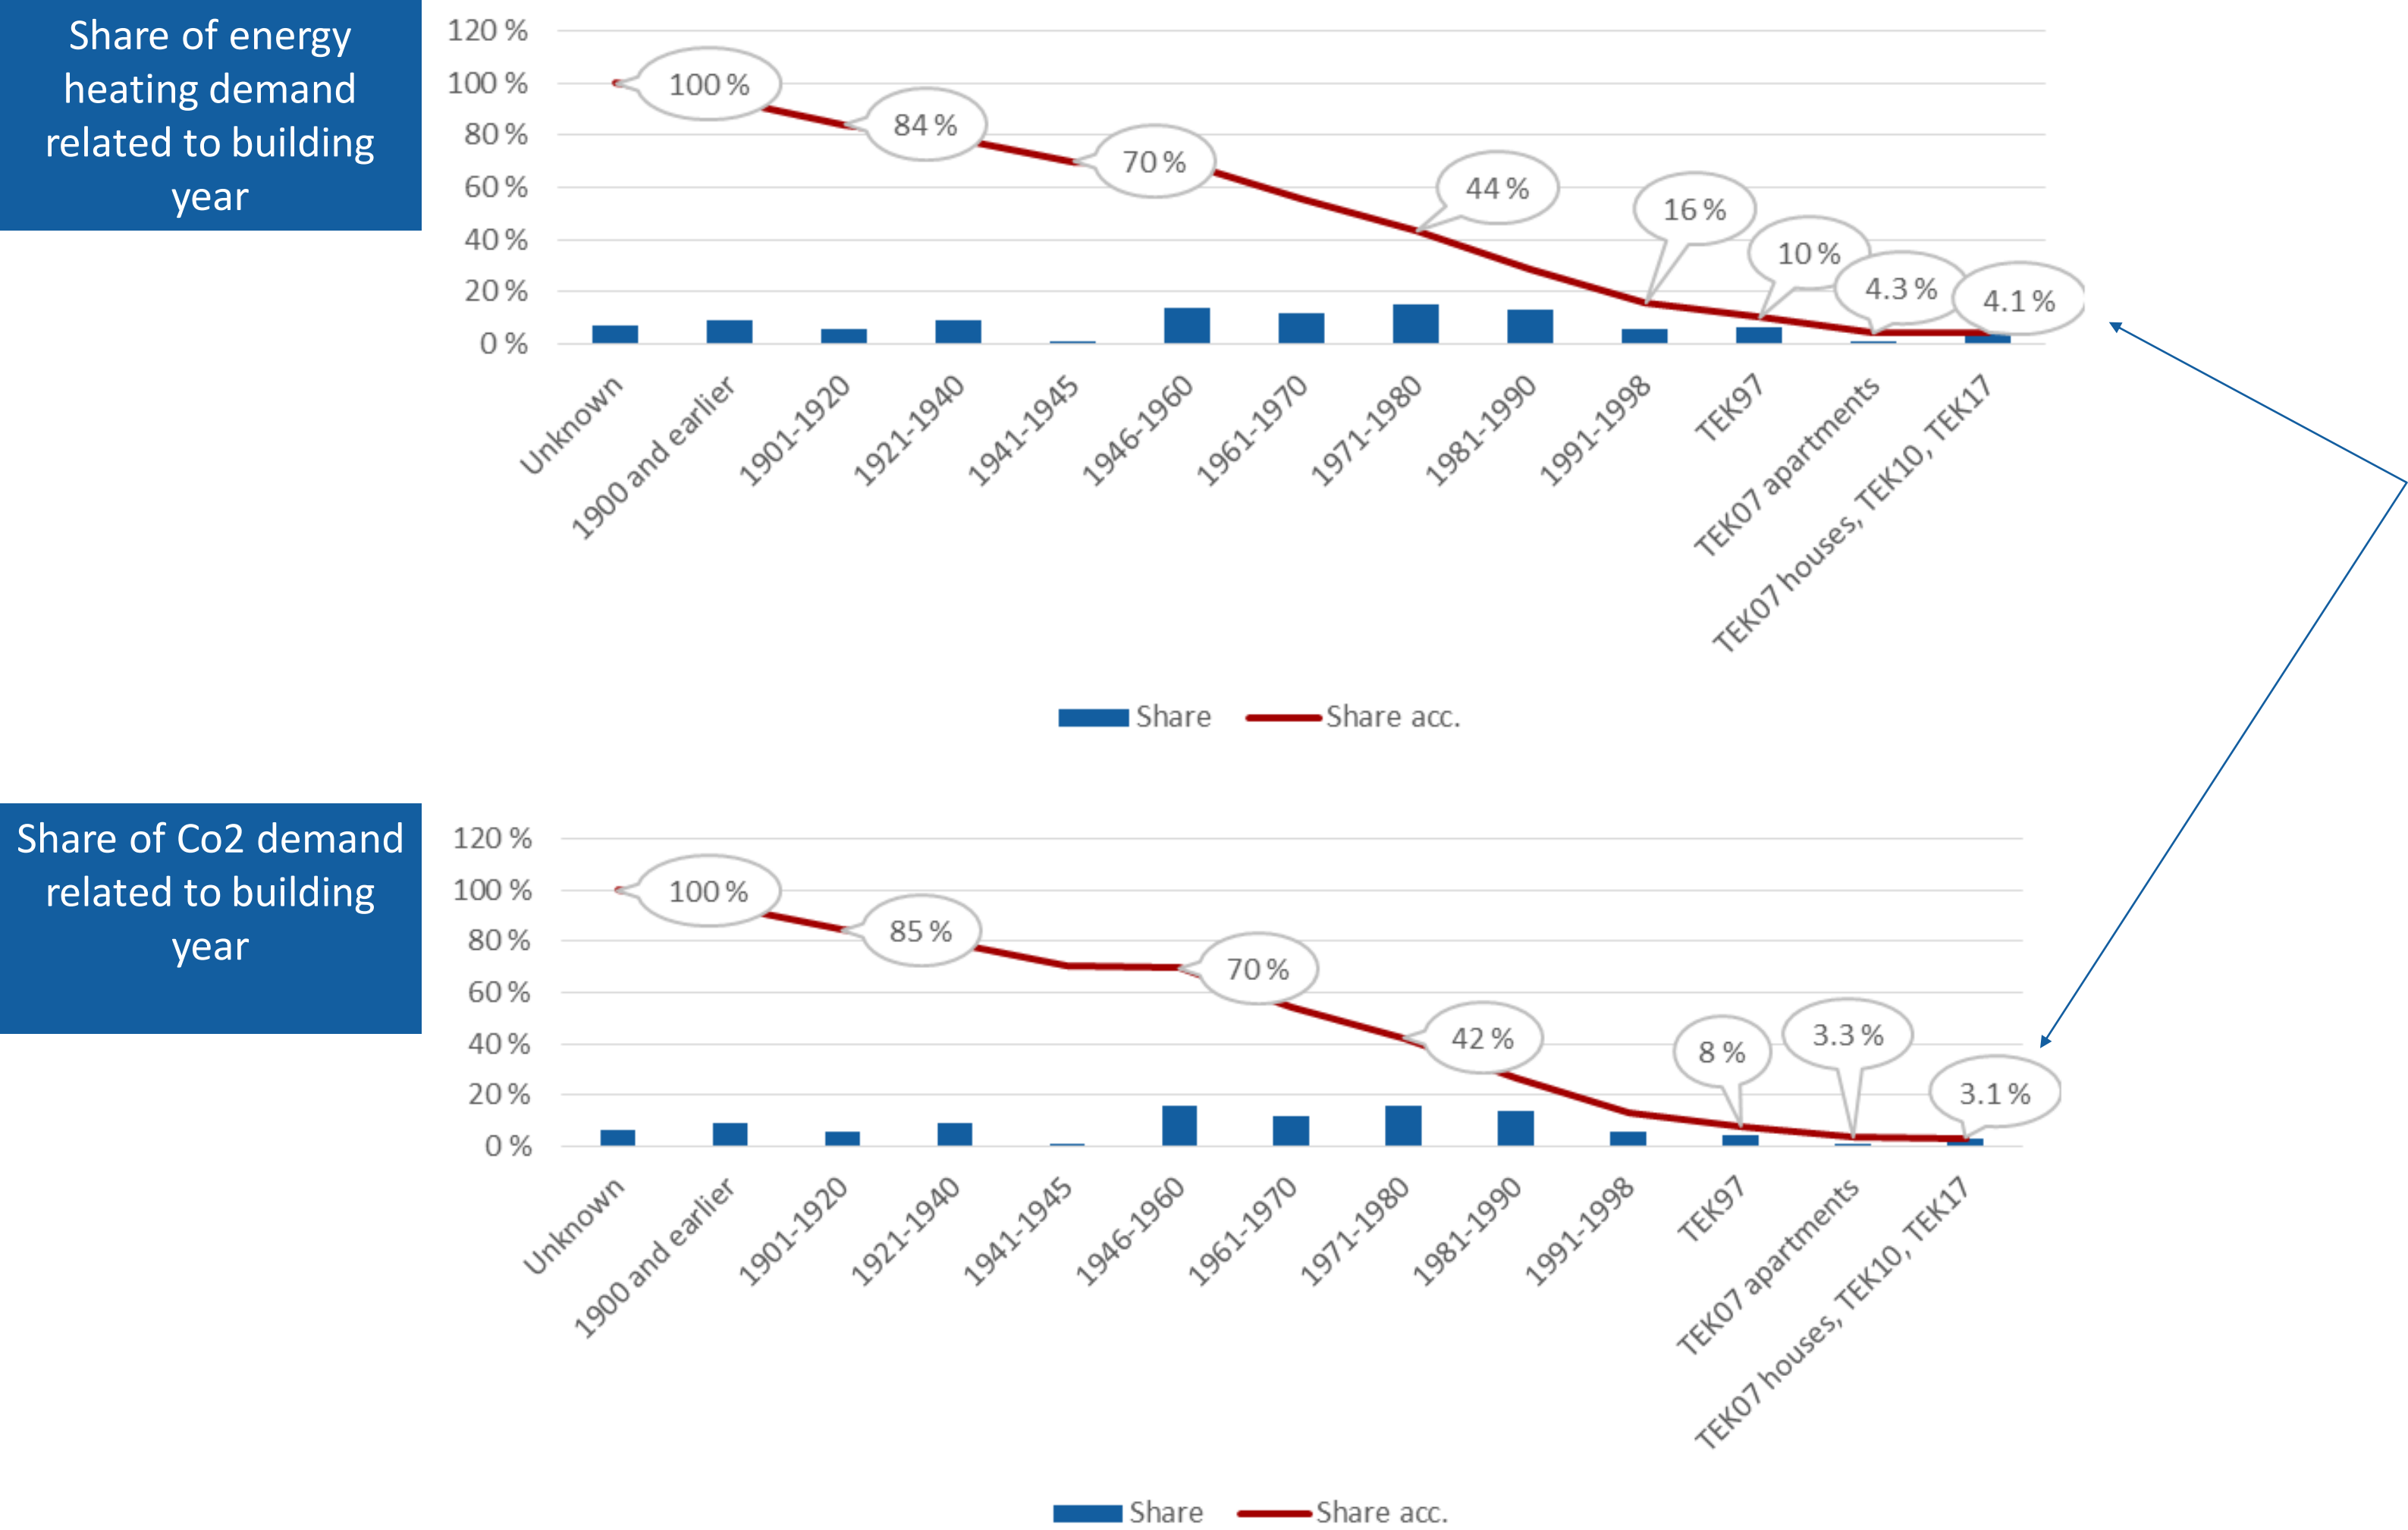 Share of energy
heating demand
related to building
year
120 %
100 %
80 %
60 %
40 %
20 %
0 %
100 %
84 %
70 %
44 %
16 %
10 %
4.3 %
4.1 %
Unknown
1900 and earlier
1901-1920
1921-1940
1941-1945
1946-1960
1961-1970
1971-1980
1981-1990
1991-1998
TEK97
TEK07 apartments
TEK07 houses, TEK10, TEK17
Share
Share acc.
Share of Co2 demand
related to building
year
120 %
100 %
80 %
60 %
40 %
20 %
0 %
100 %
85 %
70 %
42 %
8 %
3.3 %
3.1 %
Unknown
1900 and earlier
1901-1920
1921-1940
1941-1945
1946-1960
1961-1970
1971-1980
1981-1990
1991-1998
TEK97
TEK07 apartments
TEK07 houses, TEK10, TEK17
Share
Share acc.